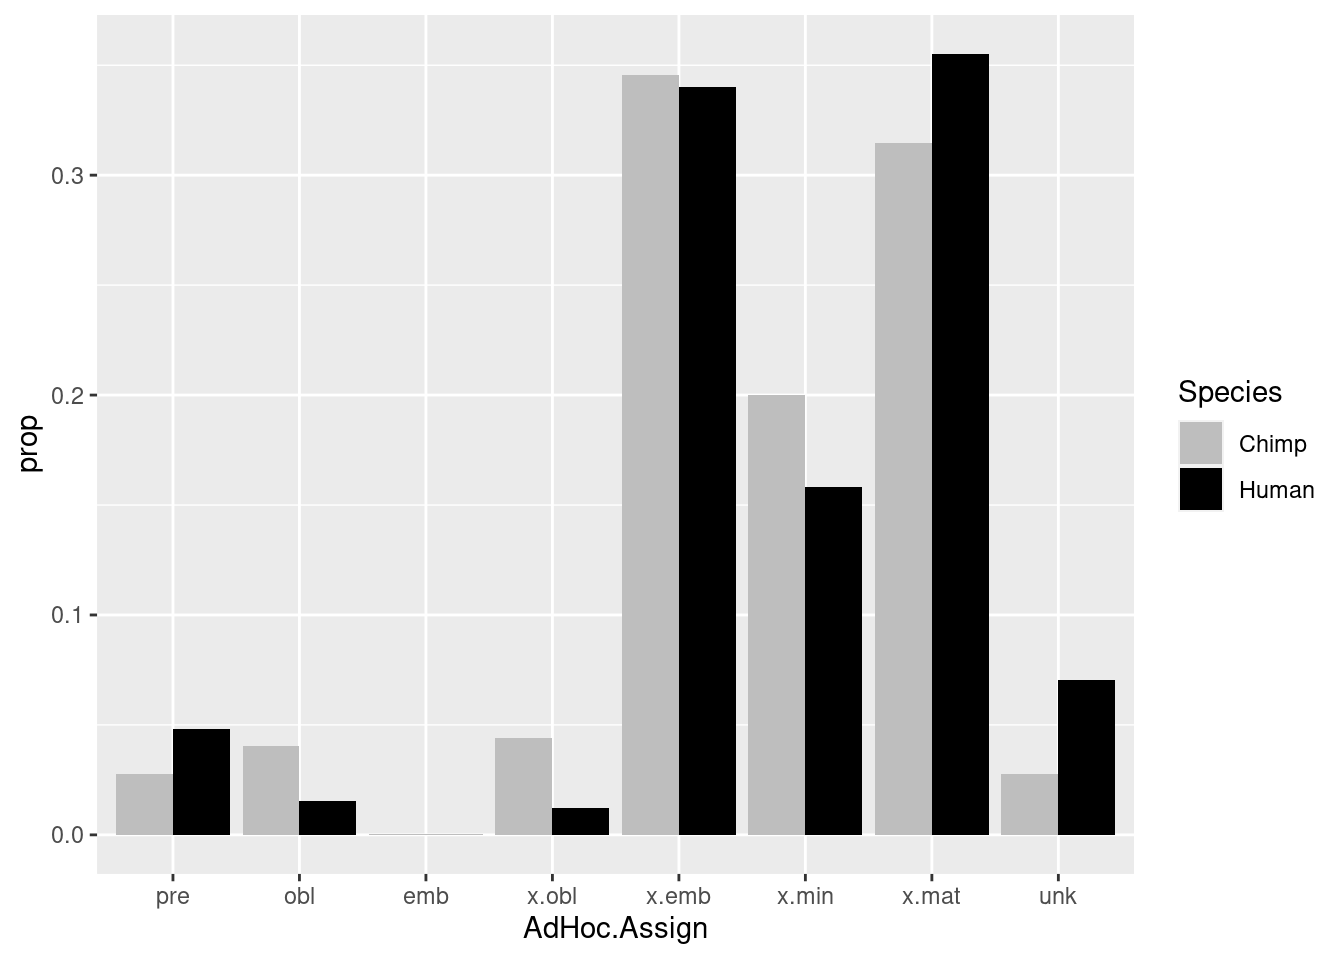 0.3
0.2
0.1
0.0
prop
pre obl emb x.obl x.emb x.min x.mat unk
AdHoc.Assign
Species
Chimp
Human